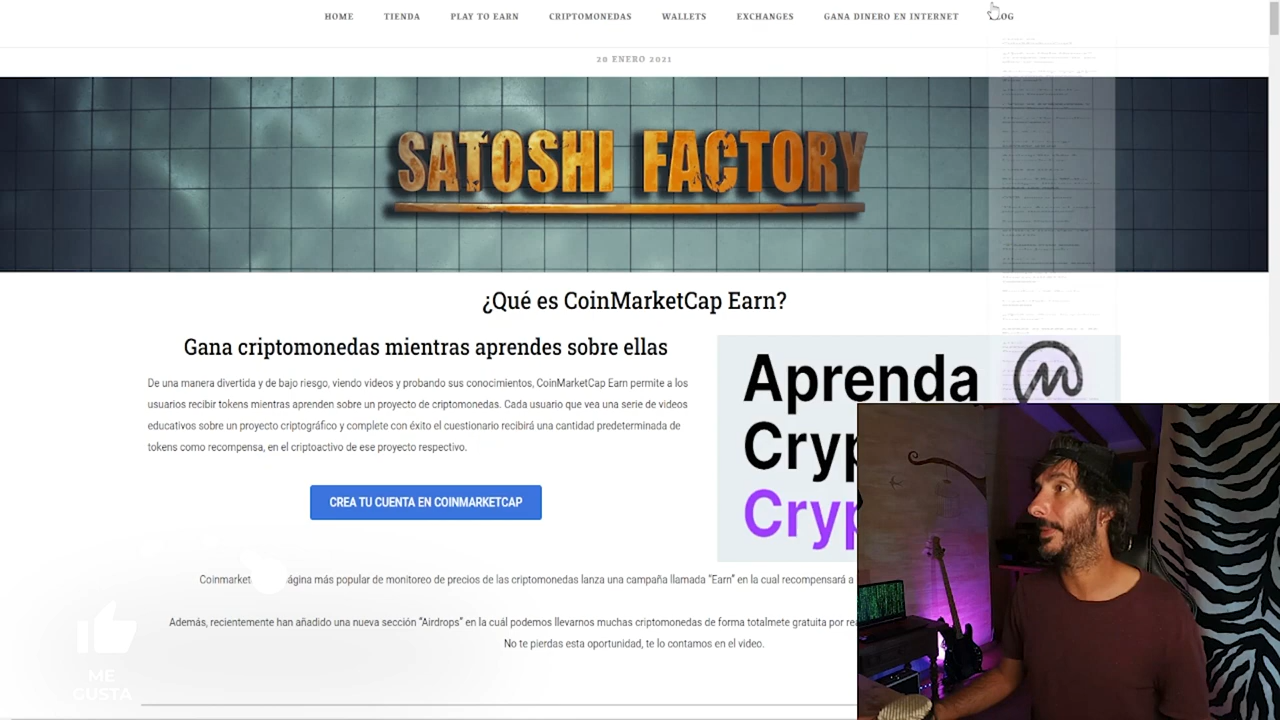 HOME TIENDA PLAY TO EARN CRIPTOMONEDAS WALLETS EXCHANGES GANA DINERO EN INTERNET BLOG
20 ENERO 2021
SATOSHI FACTORY
¿Qué es CoinMarketCap Earn?
Gana criptomonedas mientras aprendes sobre ellas
De una manera divertida y de bajo riesgo, viendo videos y probando sus conocimientos, CoinMarketCap Earn permite a los
usuarios recibir tokens mientras aprenden sobre un proyecto de criptomonedas. Cada usuario que vea una serie de videos
educativos sobre un proyecto criptográfico y complete con éxito el cuestionario recibirá una cantidad predeterminada de
tokens como recompensa, en el criptoactivo de ese proyecto respectivo.
CREA TU CUENTA EN COINMARKETCAP
Aprenda
Cryp
Cryp
Coinmarket ágina más popular de monitoreo de precios de las criptomonedas lanza una campaña llamada “Earn” en la cual recompensará a
Además, recientemente han añadido una nueva sección “Airdrops” en la cuál podemos llevarnos muchas criptomonedas de forma totalmete gratuita por
No te pierdas esta oportunidad, te lo contamos en el video.
ME
GUSTA